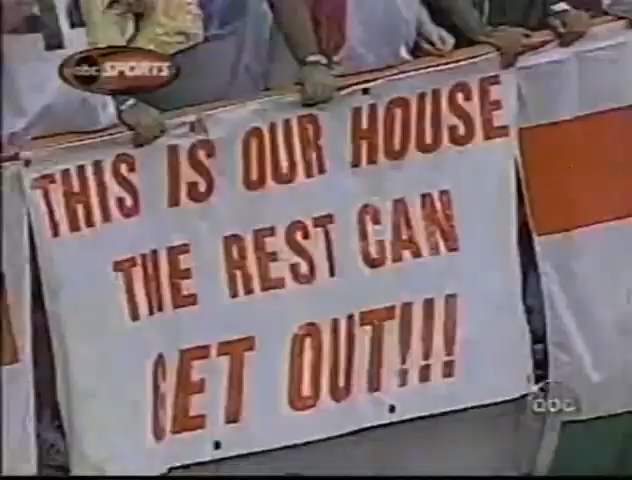 abc SPORTS
THIS IS OUR HOUSE
THE REST CAN
GET OUT!!!
abc